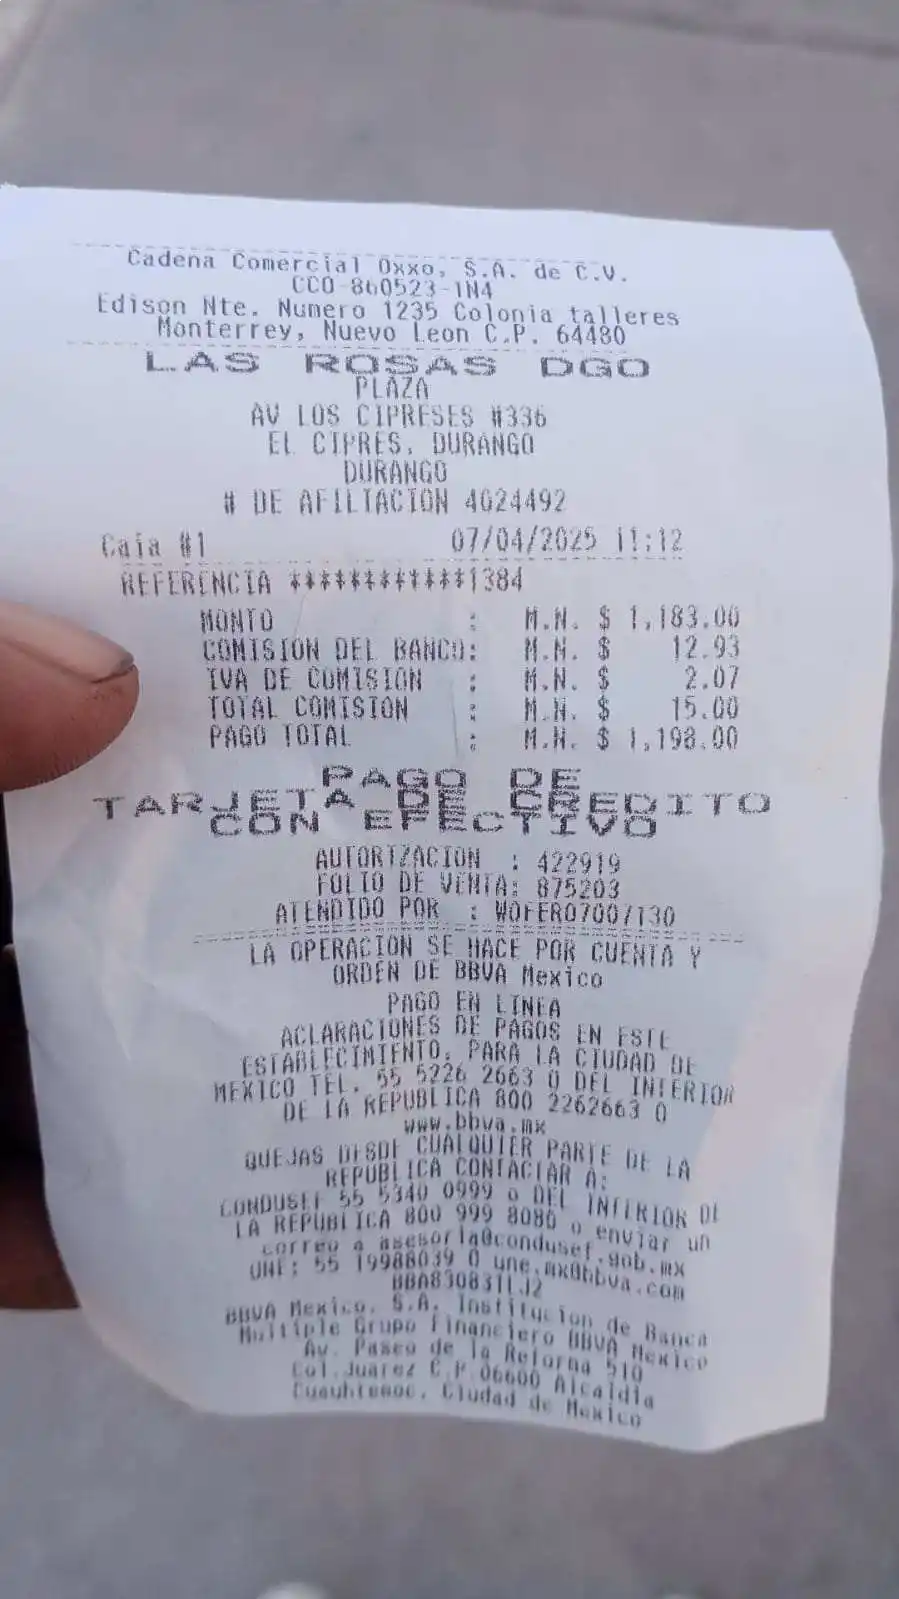 Cadena Comercial Oxxo, S.A. de C.V.
CCO-860523-1N4
Edison Nte. Numero 1235 Colonia talleres
Monterrey, Nuevo Leon C.P. 64480
LAS ROSAS DGO
PLAZA
AV LOS CIPRESES #336
EL CIPRES, DURANGO
DURANGO
# DE AFILIACION 4024492
Caja #1 07/04/2025 11:12
REFERENCIA ************1384
MONTO : M.N. $ 1,183.00
COMISION DEL BANCO: M.N. $ 12.93
IVA DE COMISION : M.N. $ 2.07
TOTAL COMISION : M.N. $ 15.00
PAGO TOTAL : M.N. $ 1,198.00
PAGO DE
TARJETA DE CREDITO
CON EFECTIVO
AUTORIZACION : 422919
FOLIO DE VENTA: 875203
ATENDIDO POR : WOFER07007130
LA OPERACION SE HACE POR CUENTA Y
ORDEN DE BBVA Mexico
PAGO EN LINEA
ACLARACIONES DE PAGOS EN ESTE
ESTABLECIMIENTO, PARA LA CIUDAD DE
MEXICO TEL. 55 5226 2663 O DEL INTERIOR
DE LA REPUBLICA 800 2262663 O
www.bbva.mx
QUEJAS DESDE CUALQUIER PARTE DE LA
REPUBLICA CONTACTAR A:
CONDUSEF 55 5340 0999 o DEL INTERIOR DE
LA REPUBLICA 800 999 8080 o enviar un
correo a asesoria@condusef.gob.mx
UNE: 55 19988039 O une.mx@bbva.com
BBA830831LJ2
BBVA Mexico, S.A. Institucion de Banca
Multiple Grupo Financiero BBVA Mexico
Av. Paseo de la Reforma 510
Col.Juarez C.P.06600 Alcaldia
Cuauhtemoc, Ciudad de Mexico